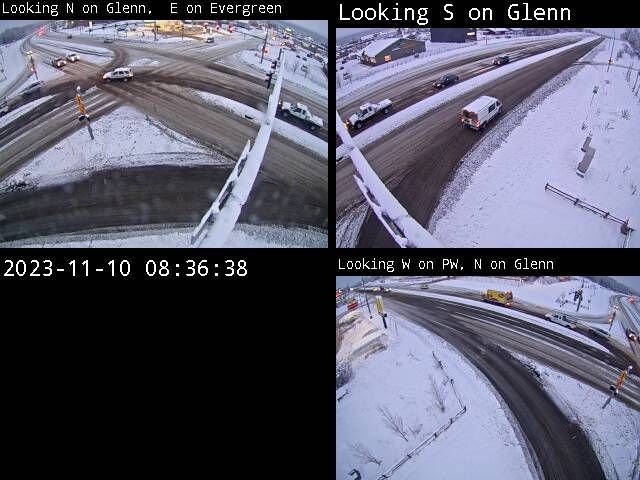 Looking N on Glenn,  E on Evergreen
Looking S on Glenn
2023-11-10 08:36:38
Looking W on PW, N on Glenn